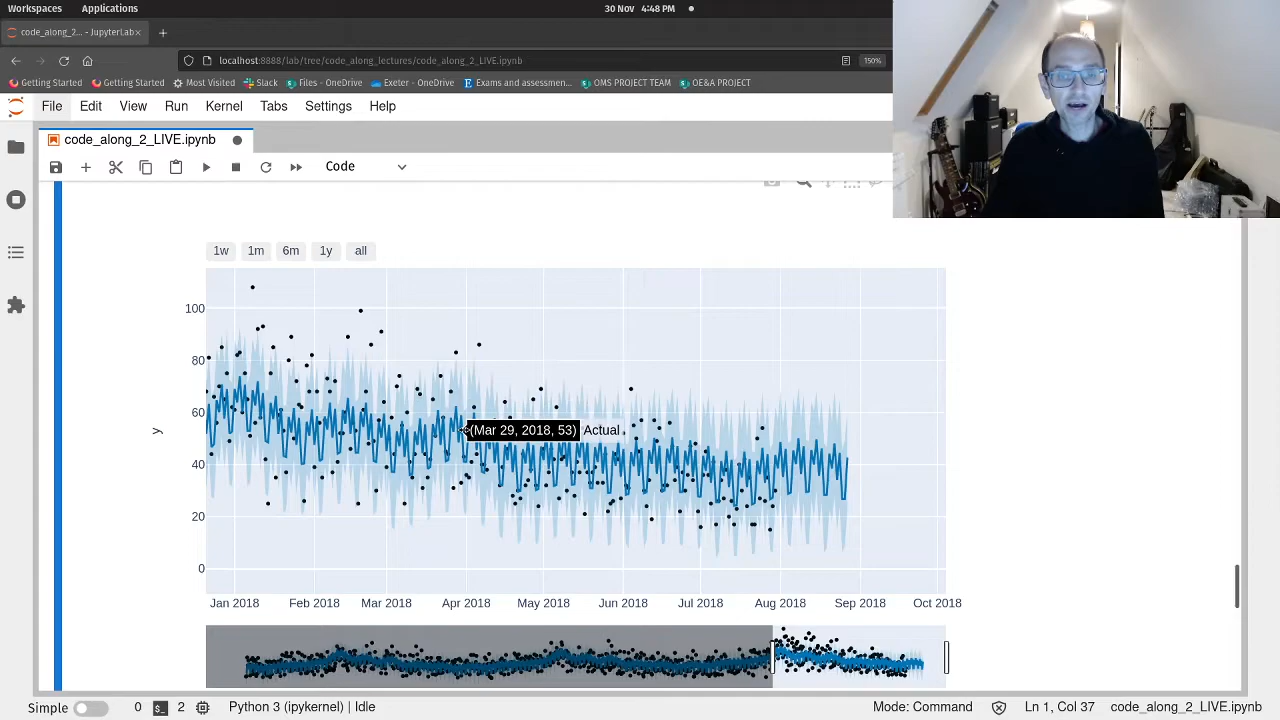 Workspaces Applications 30 Nov 4:48 PM
code_along_2... - JupyterLab
localhost:8888/lab/tree/code_along_lectures/code_along_2_LIVE.ipynb 150%
Getting Started Getting Started Most Visited Slack Files - OneDrive Exeter - OneDrive Exams and assessmen... OMS PROJECT TEAM OE&A PROJECT
File Edit View Run Kernel Tabs Settings Help
code_along_2_LIVE.ipynb
Code
1w 1m 6m 1y all
100
80
60
(Mar 29, 2018, 53) Actual
y
40
20
0
Jan 2018 Feb 2018 Mar 2018 Apr 2018 May 2018 Jun 2018 Jul 2018 Aug 2018 Sep 2018 Oct 2018
Simple 0 $_ 2 Python 3 (ipykernel) | Idle Mode: Command Ln 1, Col 37 code_along_2_LIVE.ipynb